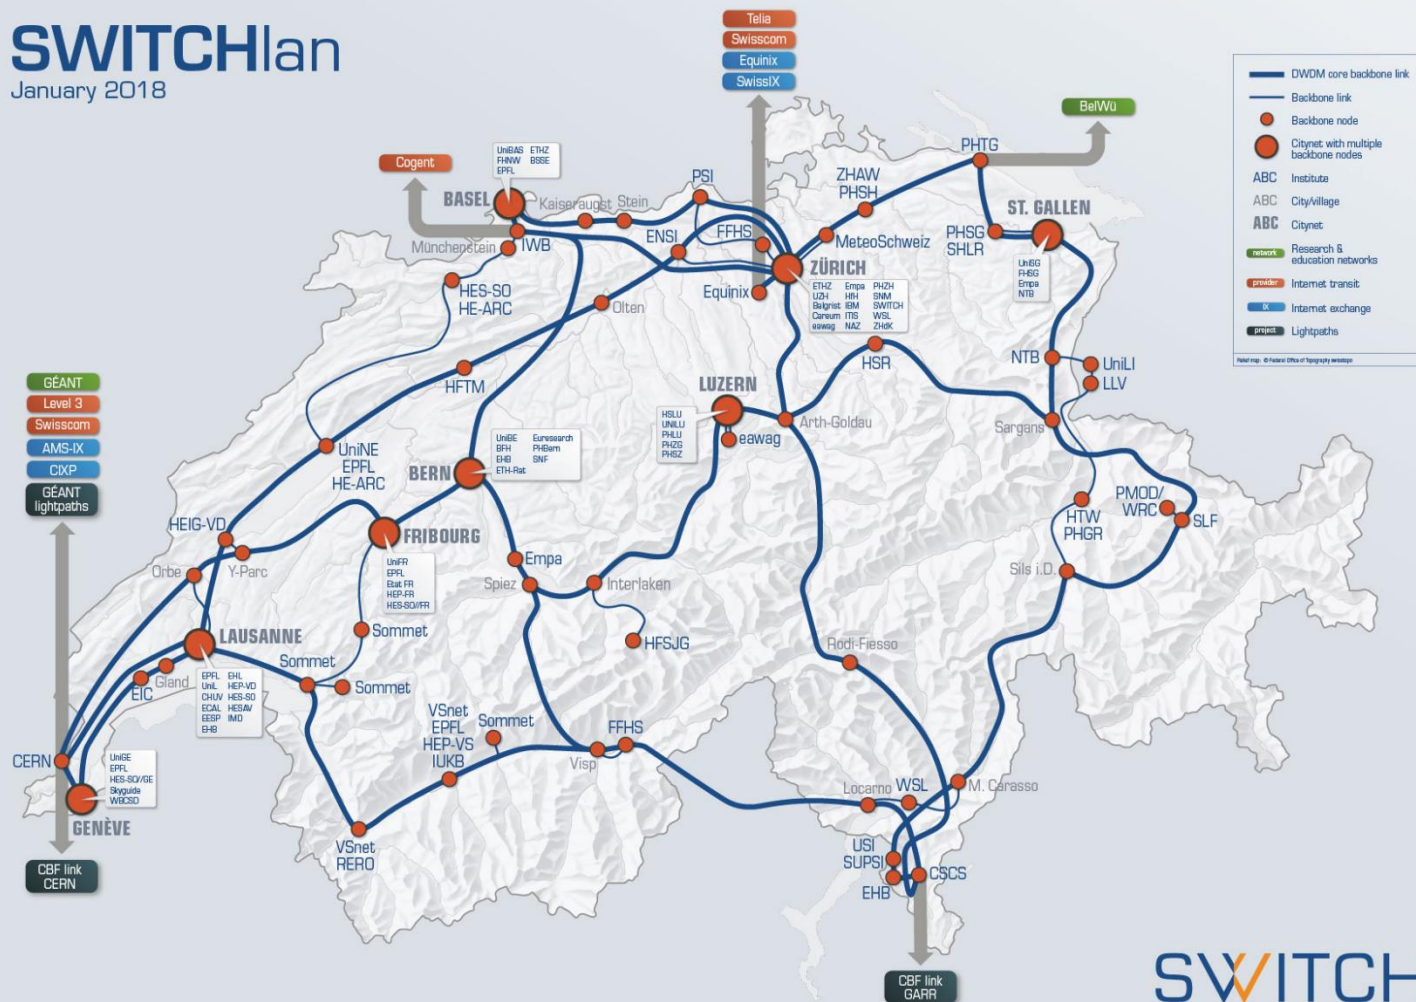 SWITCHlan
January 2018
Telia
Swisscom
Equinix
SwissIX
BelWü
Cogent
DWDM core backbone link
Backbone link
Backbone node
Citynet with multiple
backbone nodes
ABC Institute
ABC City/village
ABC Citynet
network Research &
education networks
provider Internet transit
IX Internet exchange
project Lightpaths
Relief map: © Federal Office of Topography swisstopo
UniBAS ETHZ
FHNW BSSE
EPFL
BASEL
Kaiseraugst
Stein
PSI
ZHAW
PHSH
PHTG
Münchenstein
IWB
ENSI
FFHS
MeteoSchweiz
PHSG
SHLR
ST. GALLEN
UniSG
FHSG
Empa
NTB
ZÜRICH
Equinix
ETHZ Empa PHZH
UZH HfH SNM
Balgrist IBM SWITCH
Careum ITIS WSL
eawag NAZ ZHdK
HES-SO
HE-ARC
Olten
HFTM
HSR
NTB
UniLI
LLV
LUZERN
HSLU
UNILU
PHLU
PHZG
PHSZ
eawag
Arth-Goldau
Sargans
GÉANT
Level 3
Swisscom
AMS-IX
CIXP
GÉANT
lightpaths
UniNE
EPFL
HE-ARC
BERN
UniBE Euresearch
BFH PHBern
EHB SNF
ETH-Rat
HEIG-VD
FRIBOURG
UniFR
EPFL
Etat FR
HEP-FR
HES-SO//FR
Orbe
Y-Parc
Empa
Spiez
Interlaken
HFSJG
HTW
PHGR
PMOD/
WRC
SLF
Sils i.D.
LAUSANNE
EPFL EHL
UniL HEP-VD
CHUV HES-SO
ECAL HESAV
EESP IMD
EHB
Sommet
Sommet
Sommet
Gland
EIC
Rodi-Fiesso
VSnet
EPFL
HEP-VS
IUKB
Sommet
FFHS
Visp
CERN
UniGE
EPFL
HES-SO//GE
Skyguide
WBCSD
GENÈVE
VSnet
RERO
Locarno
WSL
M. Carasso
USI
SUPSI
EHB
CSCS
CBF link
CERN
CBF link
GARR
SWITCH